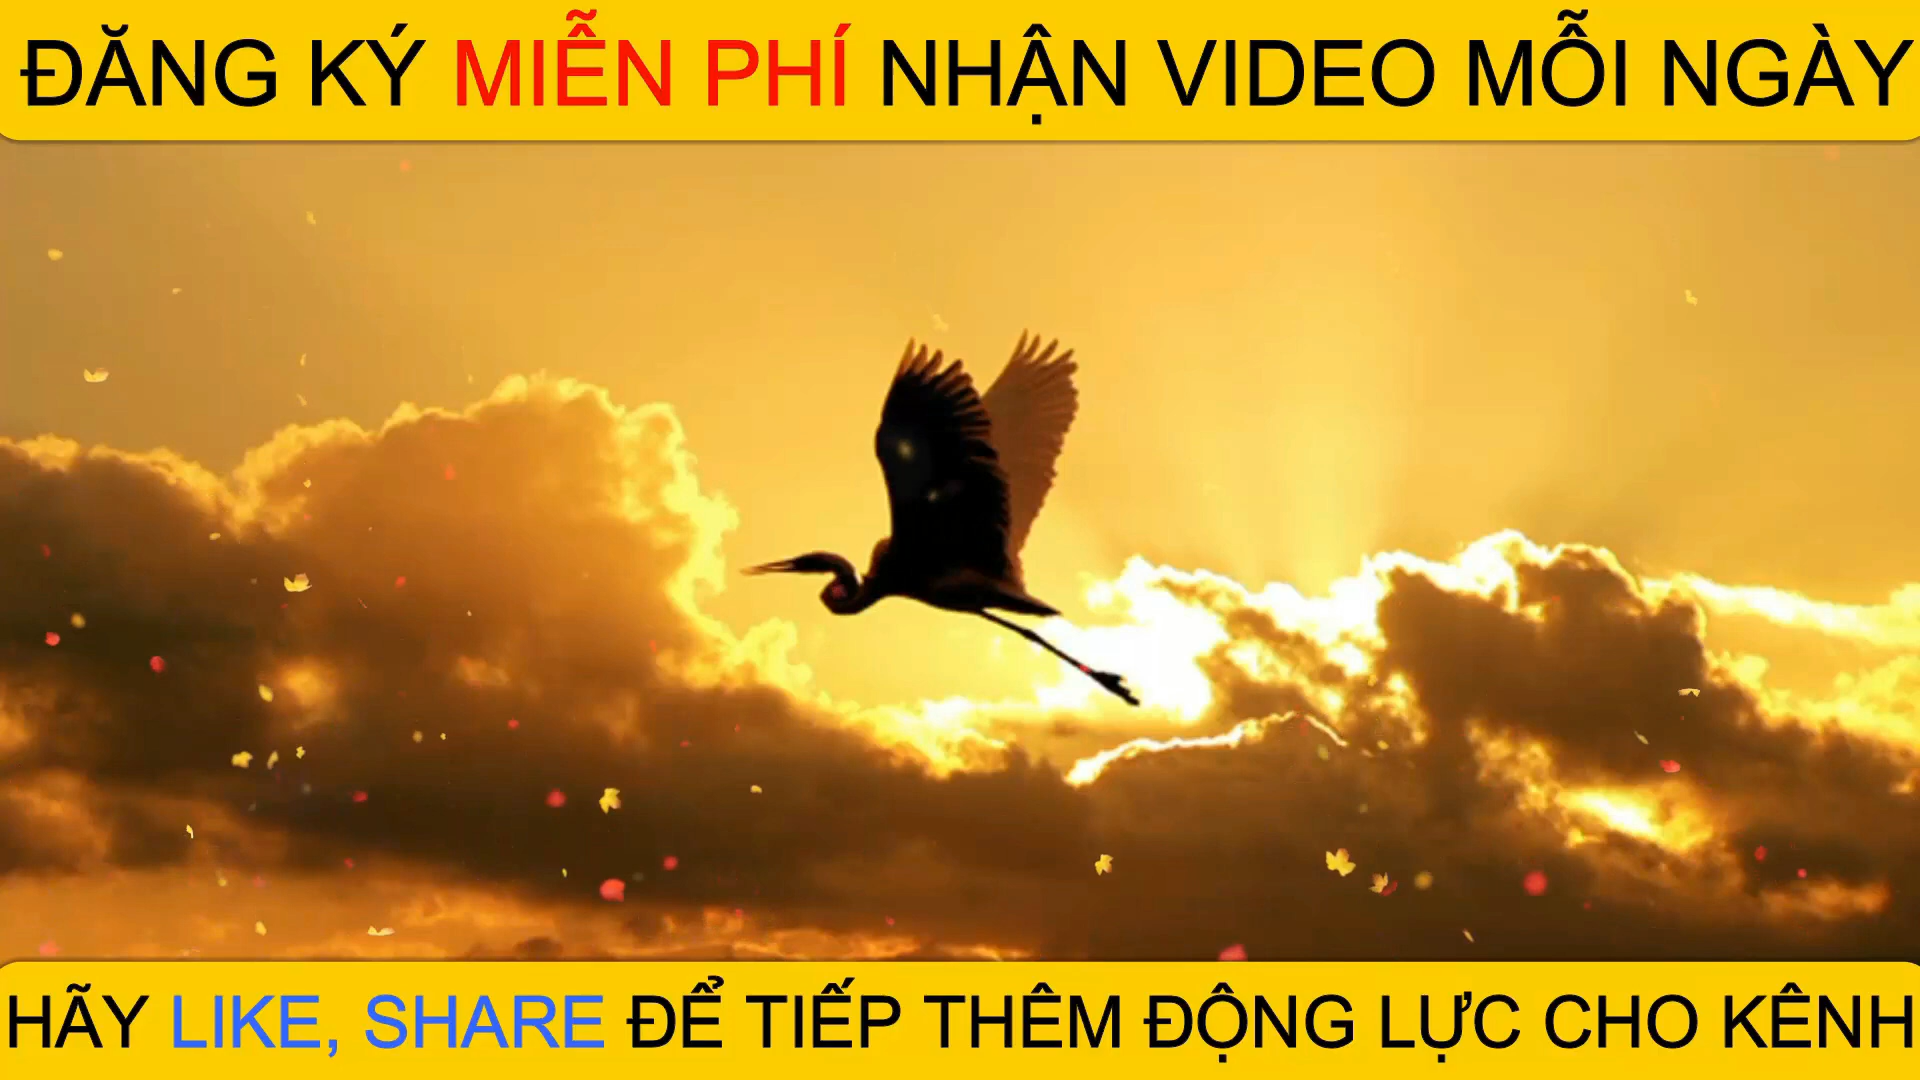 ĐĂNG KÝ MIỄN PHÍ NHẬN VIDEO MỖI NGÀY
HÃY LIKE, SHARE ĐỂ TIẾP THÊM ĐỘNG LỰC CHO KÊNH